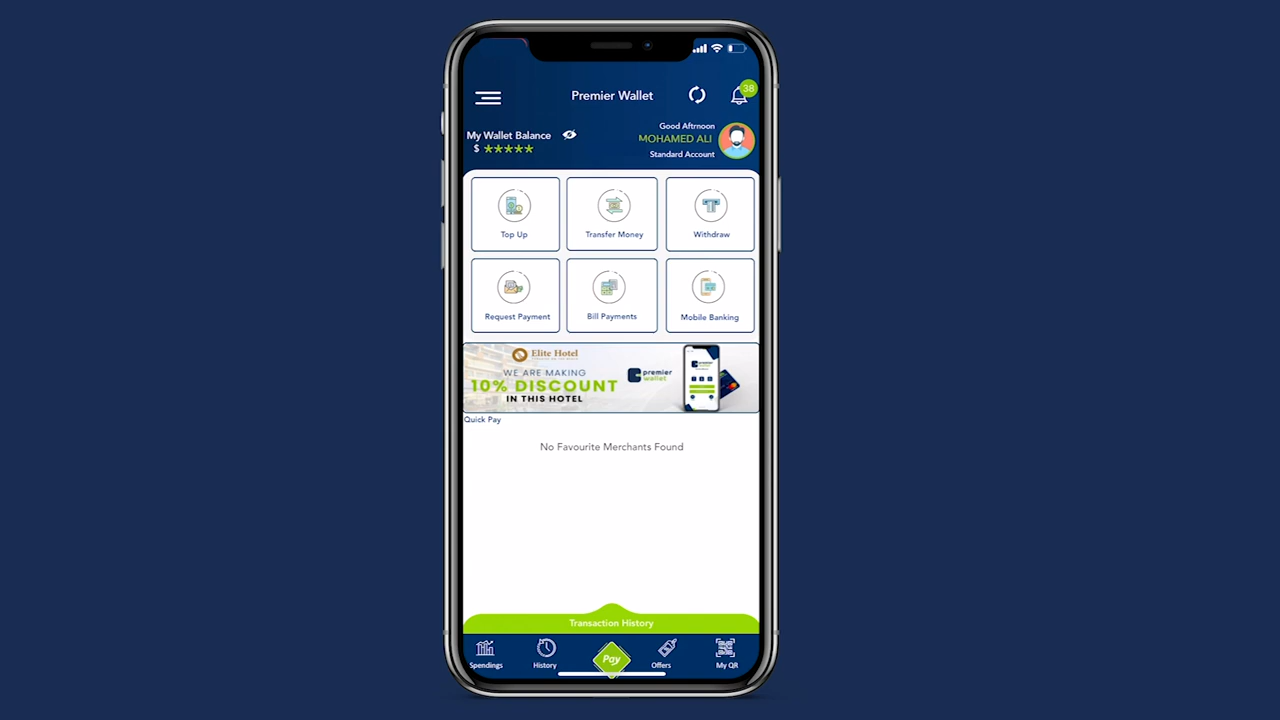 Premier Wallet
38
Good Aftrnoon
My Wallet Balance
MOHAMED ALI
$ *****
Standard Account
Top Up
Transfer Money
Withdraw
Request Payment
Bill Payments
Mobile Banking
Elite Hotel
WE ARE MAKING
10% DISCOUNT
IN THIS HOTEL
premier
wallet
Quick Pay
No Favourite Merchants Found
Transaction History
Spendings
History
Pay
Offers
My QR